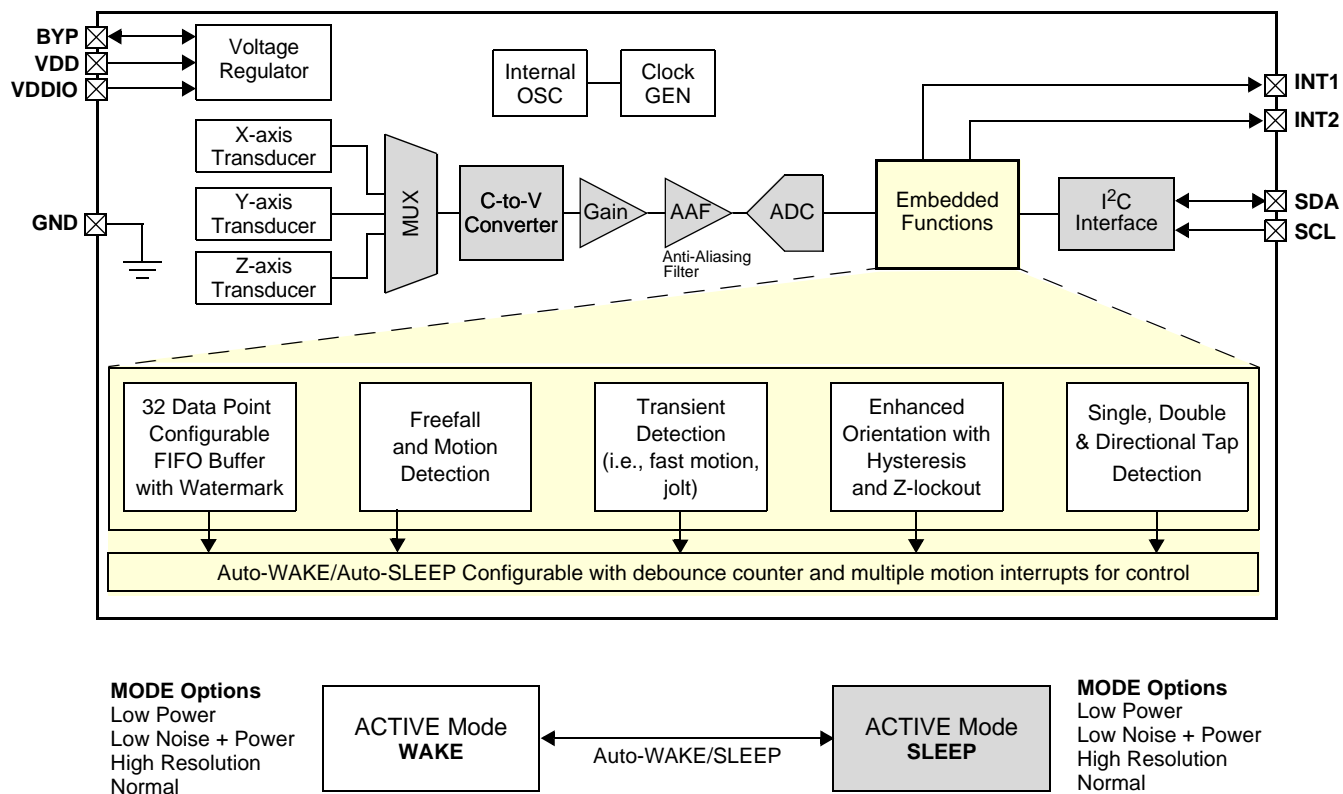 BYP
VDD
VDDIO
GND
Voltage
Regulator
Internal
OSC
Clock
GEN
INT1
INT2
X-axis
Transducer
Y-axis
Transducer
Z-axis
Transducer
MUX
C-to-V
Converter
Gain
AAF
Anti-Aliasing
Filter
ADC
Embedded
Functions
I²C
Interface
SDA
SCL
32 Data Point
Configurable
FIFO Buffer
with Watermark
Freefall
and Motion
Detection
Transient
Detection
(i.e., fast motion,
jolt)
Enhanced
Orientation with
Hysteresis
and Z-lockout
Single, Double
& Directional Tap
Detection
Auto-WAKE/Auto-SLEEP Configurable with debounce counter and multiple motion interrupts for control
MODE Options
Low Power
Low Noise + Power
High Resolution
Normal
ACTIVE Mode
WAKE
Auto-WAKE/SLEEP
ACTIVE Mode
SLEEP
MODE Options
Low Power
Low Noise + Power
High Resolution
Normal